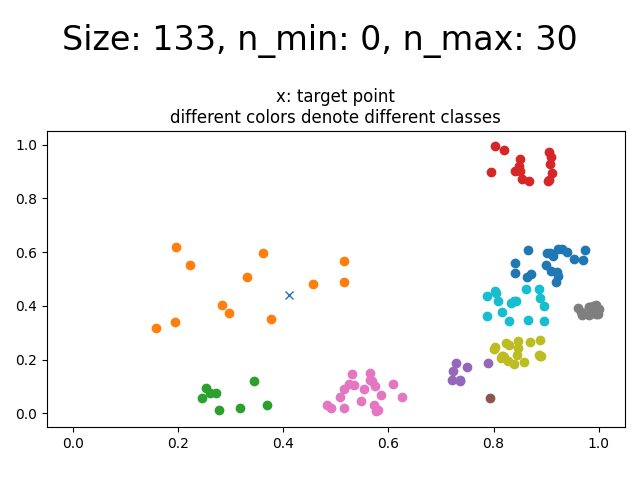 Size: 133, n_min: 0, n_max: 30
x: target point
different colors denote different classes
1.0
0.8
0.6
0.4
0.2
0.0
0.0 0.2 0.4 0.6 0.8 1.0